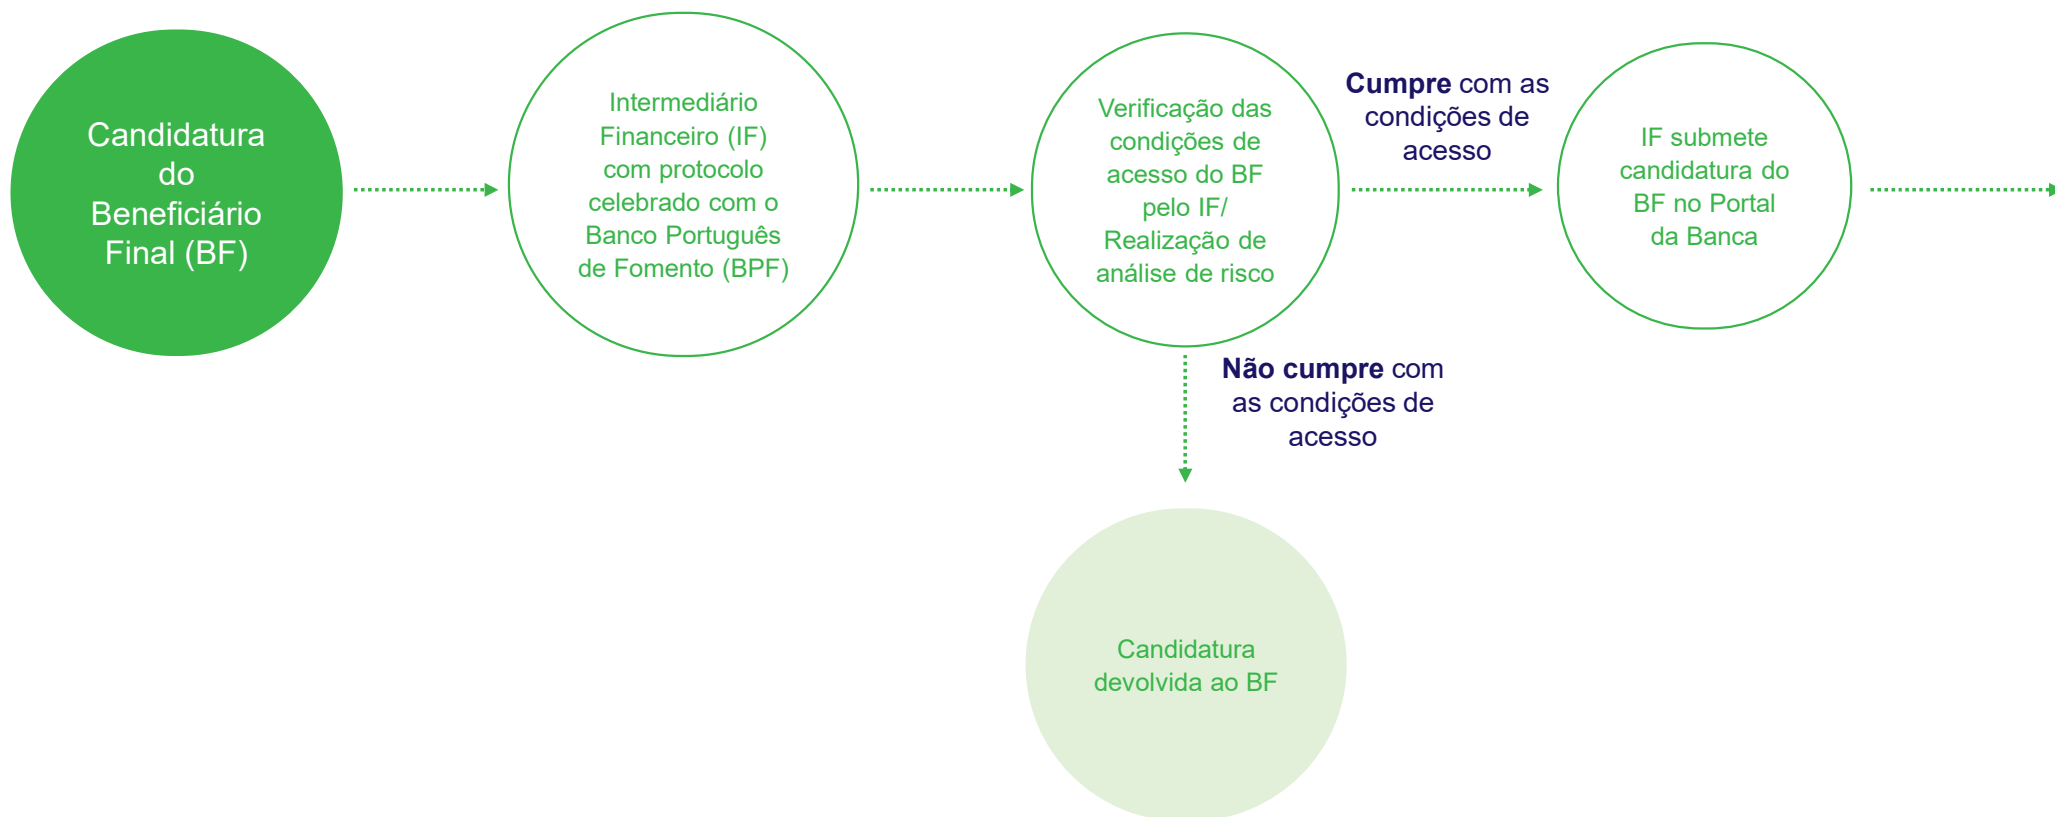 Candidatura
do
Beneficiário
Final (BF)
Intermediário
Financeiro (IF)
com protocolo
celebrado com o
Banco Português
de Fomento (BPF)
Verificação das
condições de
acesso do BF
pelo IF/
Realização de
análise de risco
Cumpre com as
condições de
acesso
IF submete
candidatura do
BF no Portal
da Banca
Não cumpre com
as condições de
acesso
Candidatura
devolvida ao BF